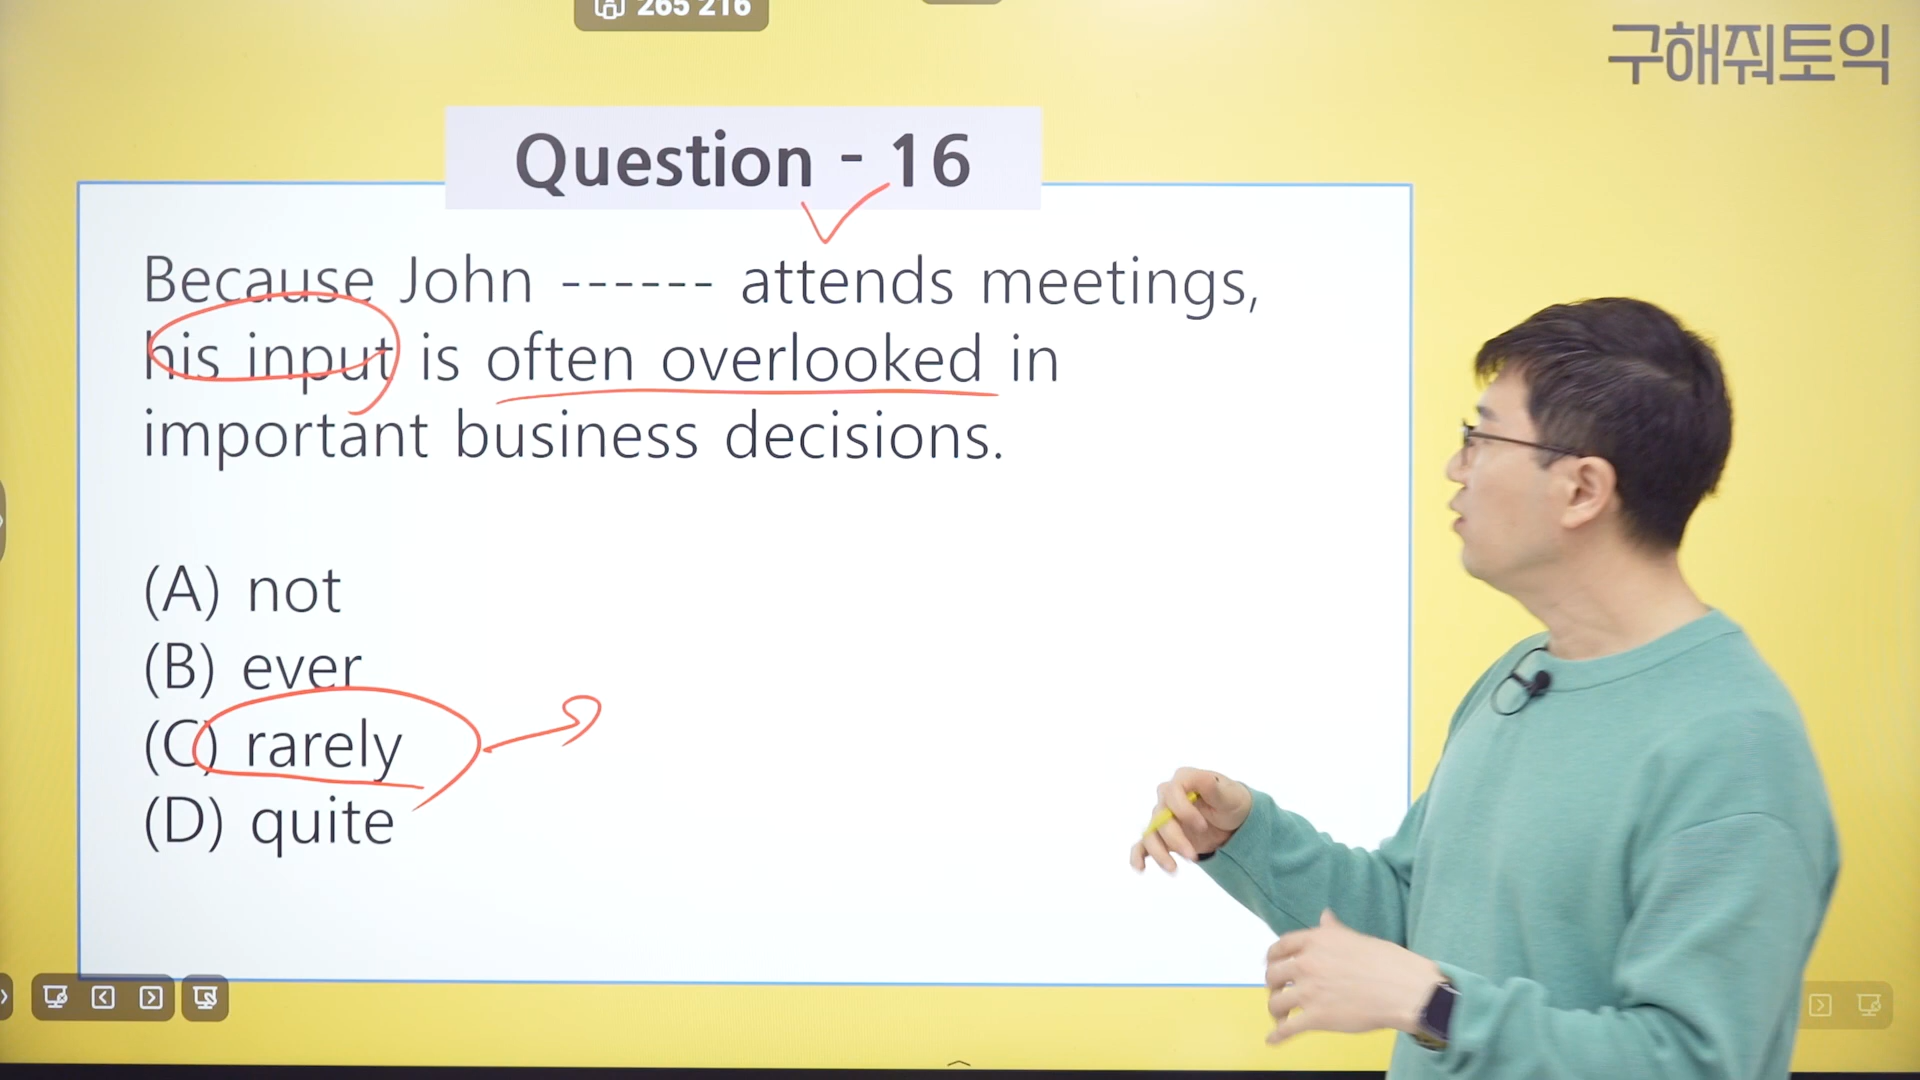 265 216
구해줘토익
Question - 16
Because John ------ attends meetings,
his input is often overlooked in
important business decisions.
(A) not
(B) ever
(C) rarely
(D) quite